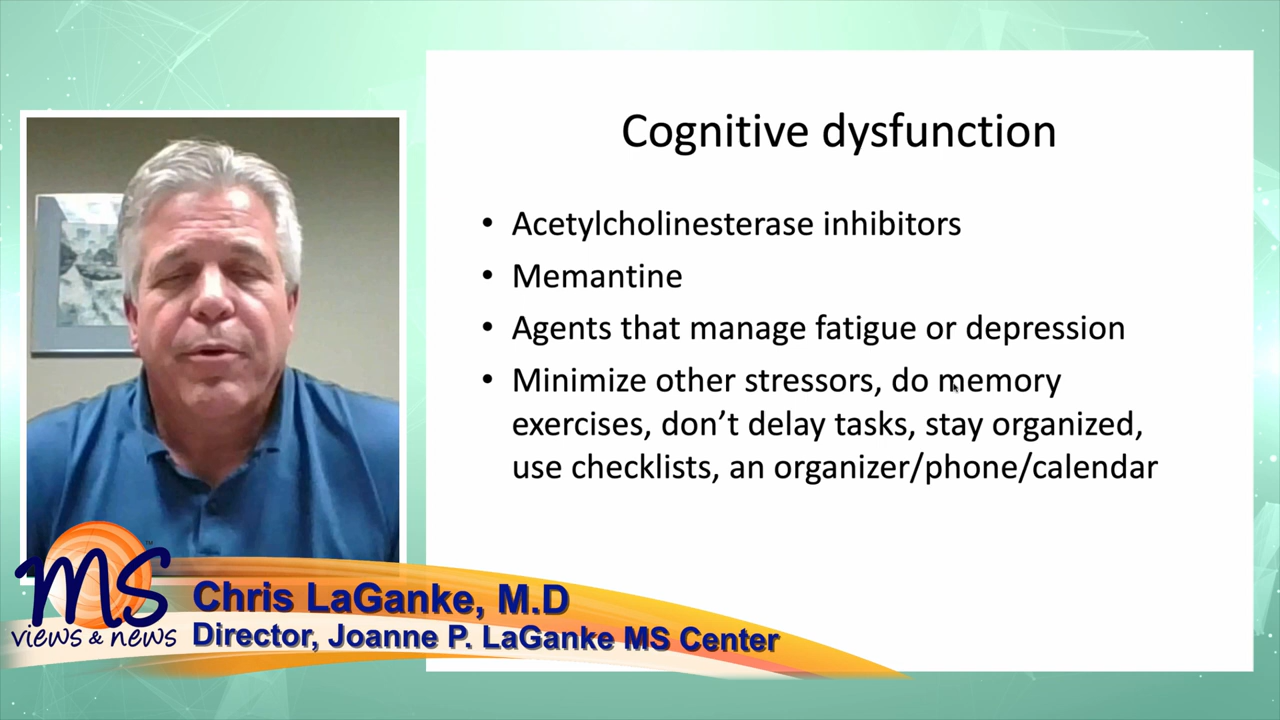 Cognitive dysfunction
• Acetylcholinesterase inhibitors
• Memantine
• Agents that manage fatigue or depression
• Minimize other stressors, do memory
exercises, don’t delay tasks, stay organized,
use checklists, an organizer/phone/calendar
MS™
views & news
Chris LaGanke, M.D
Director, Joanne P. LaGanke MS Center